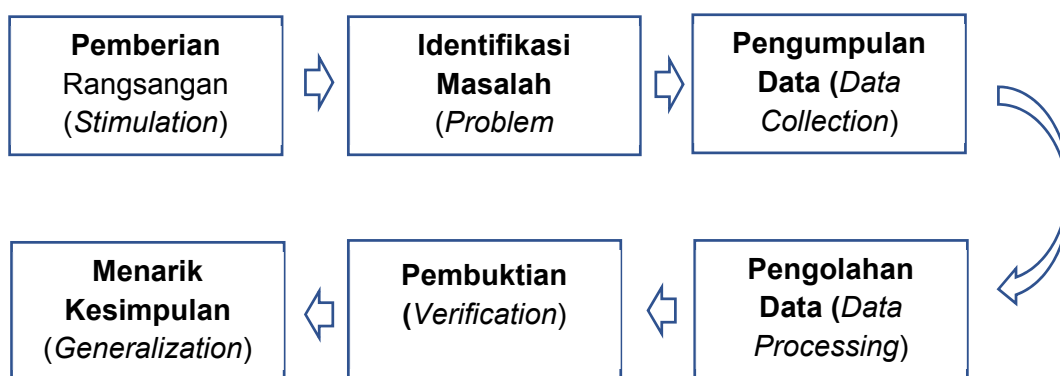 Pemberian
Rangsangan
(Stimulation)
Identifikasi
Masalah
(Problem
Pengumpulan
Data (Data
Collection)
Pengolahan
Data (Data
Processing)
Pembuktian
(Verification)
Menarik
Kesimpulan
(Generalization)